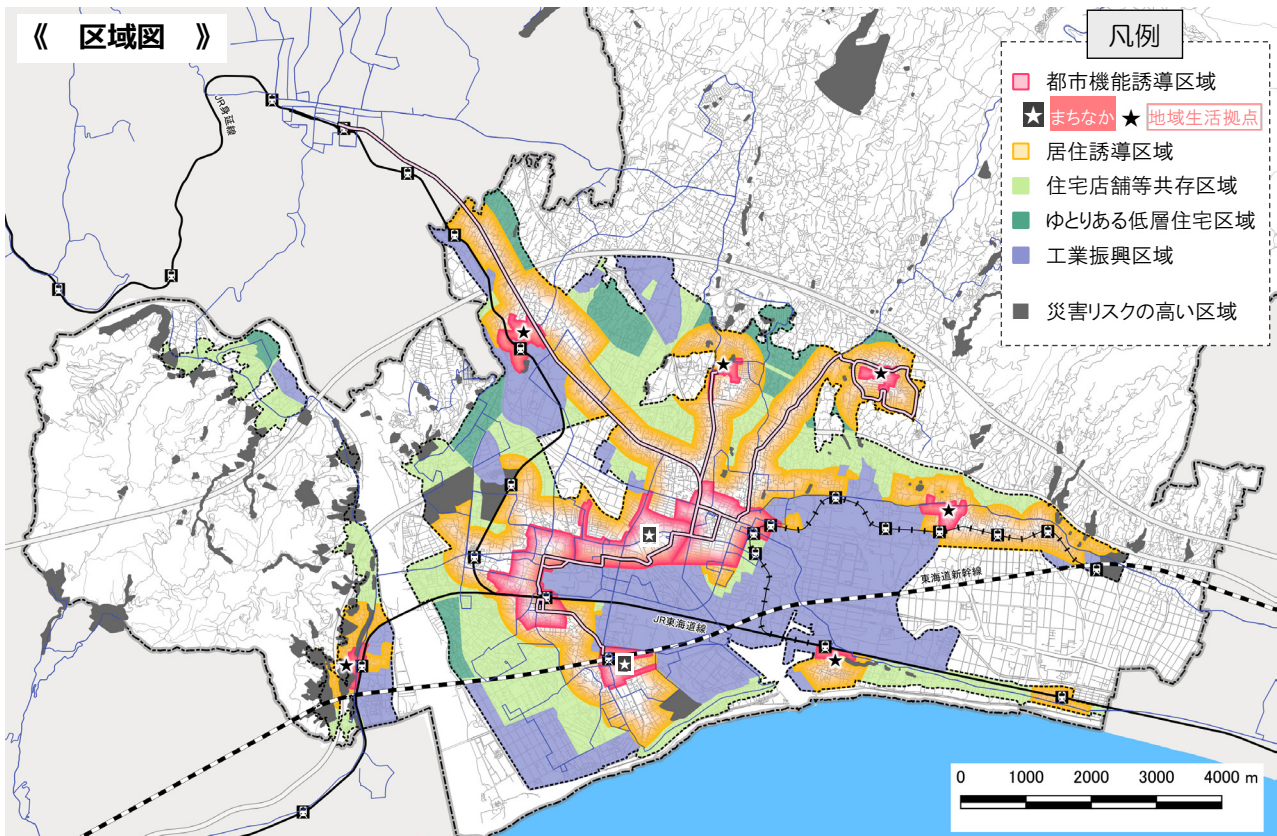 《 区域図 》
凡例
都市機能誘導区域
まちなか ★ 地域生活拠点
居住誘導区域
住宅店舗等共存区域
ゆとりある低層住宅区域
工業振興区域
災害リスクの高い区域
JR身延線
東海道新幹線
JR東海道線
0 1000 2000 3000 4000 m